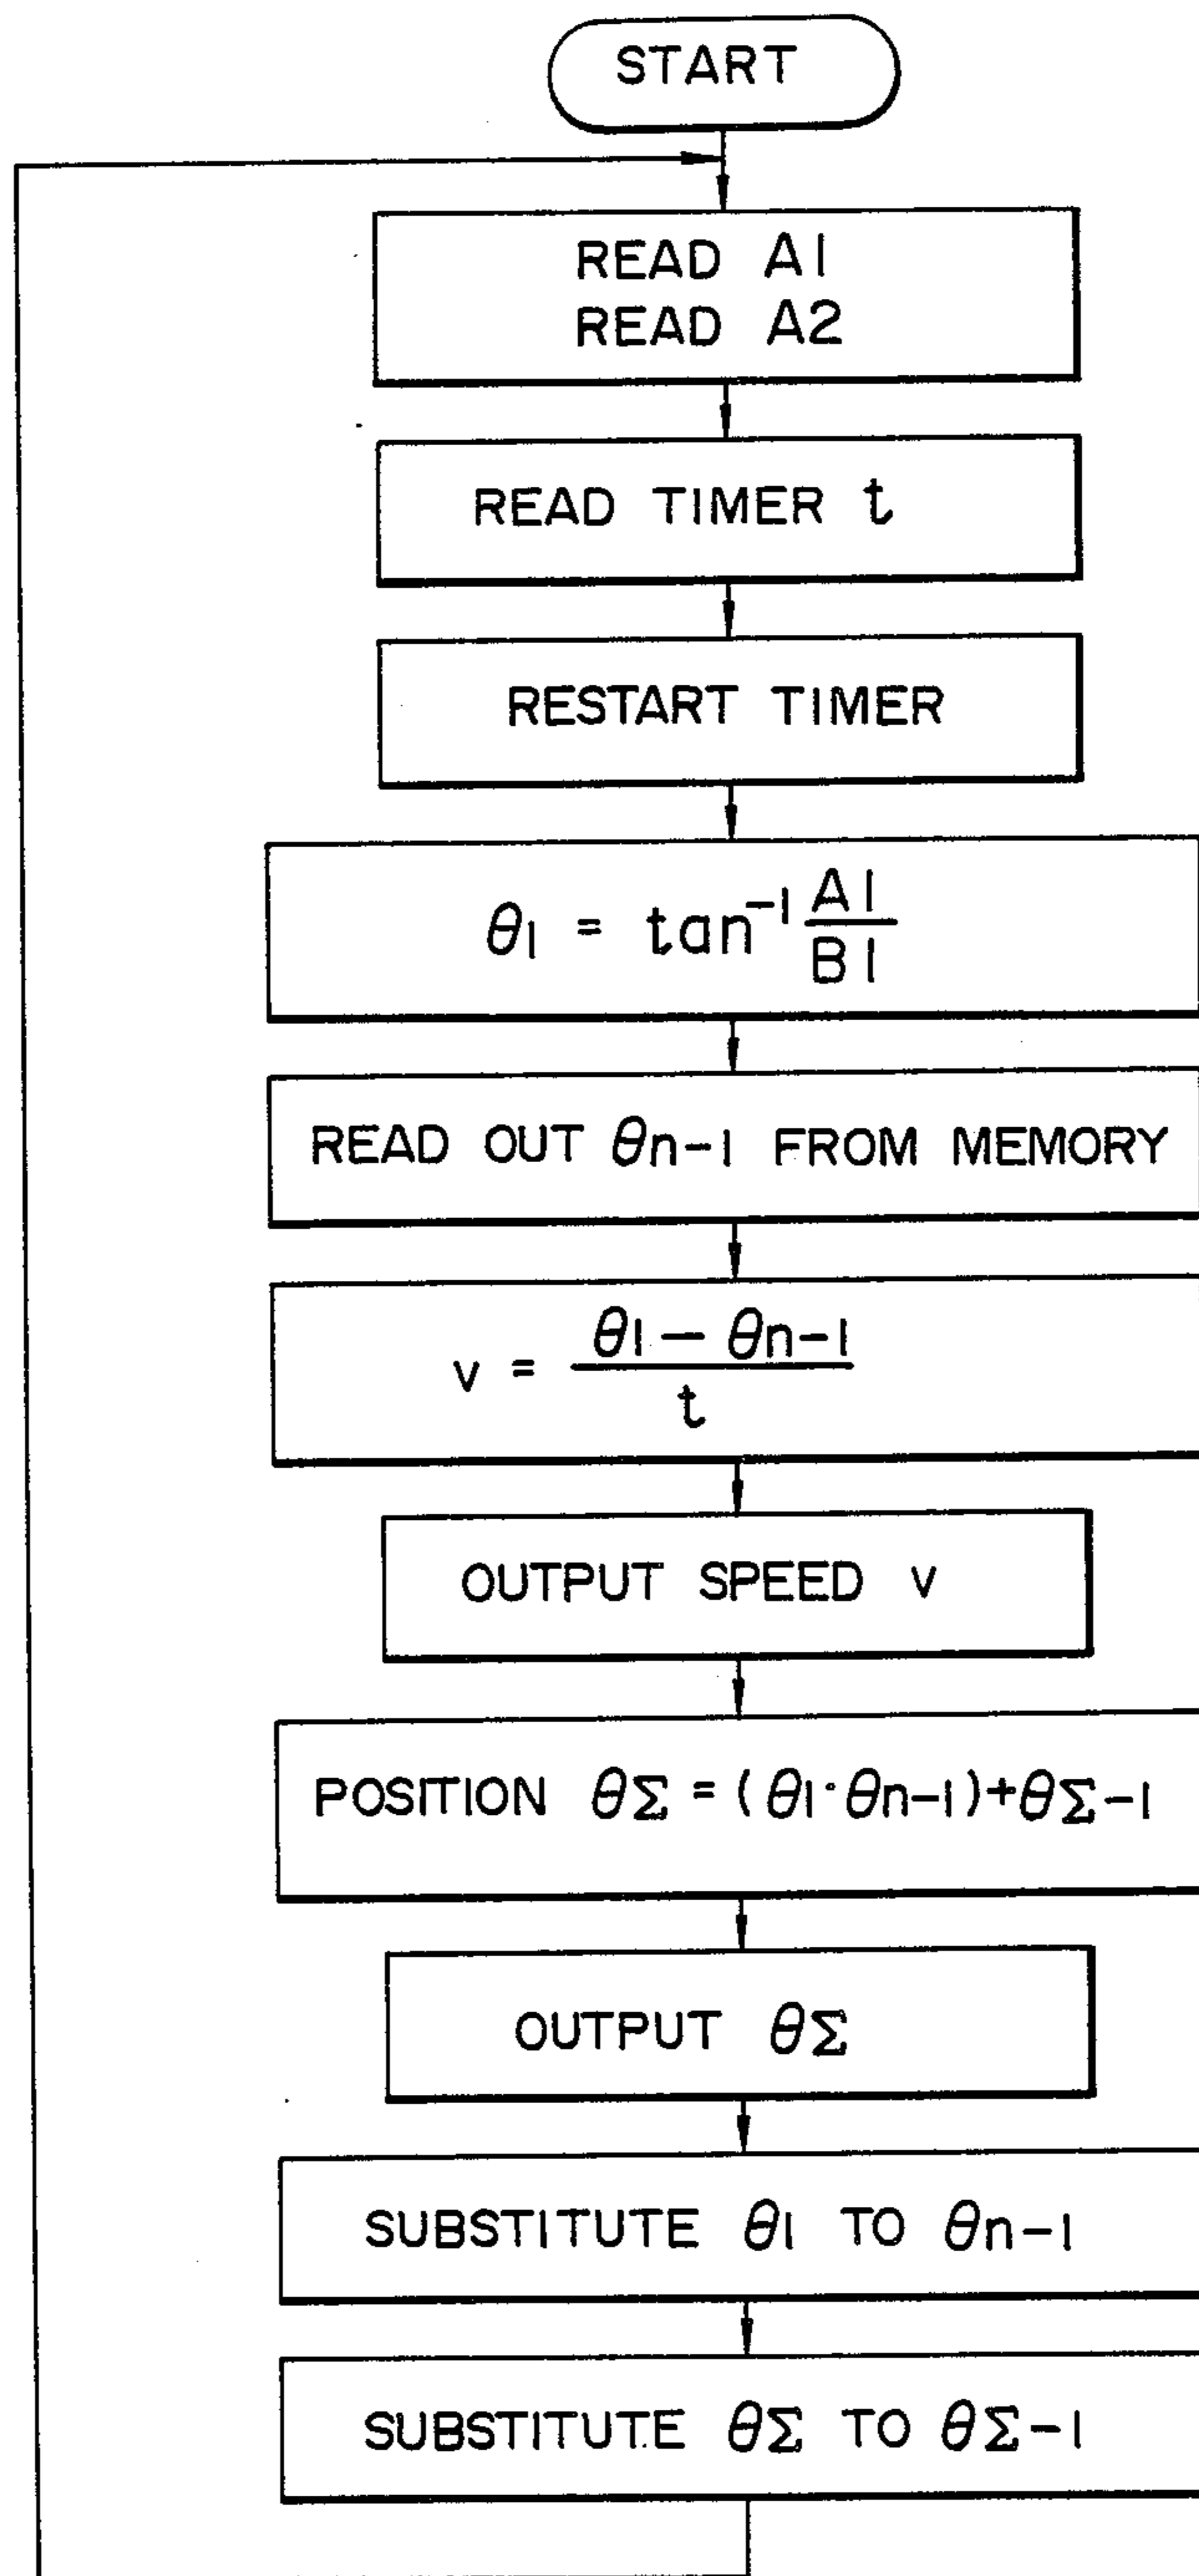 START
READ A1
READ A2
READ TIMER t
RESTART TIMER
θ1 = tan⁻¹ A1/B1
READ OUT θn-1 FROM MEMORY
v = θ1 - θn-1 / t
OUTPUT SPEED v
POSITION θΣ = (θ1·θn-1)+θΣ-1
OUTPUT θΣ
SUBSTITUTE θ1 TO θn-1
SUBSTITUTE θΣ TO θΣ-1